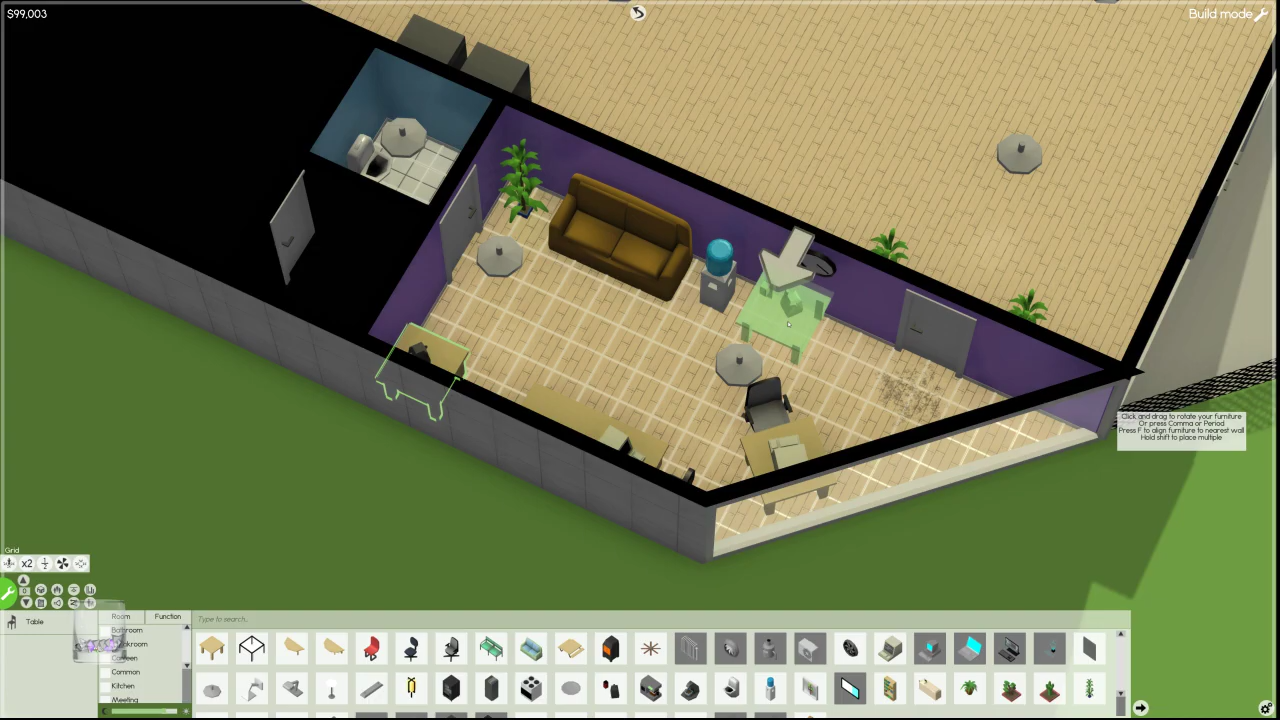 $99,003
Build mode
Click and drag to rotate your furniture
Or press Comma or Period
Press F to align furniture to nearest wall
Hold shift to place multiple
Grid
x2
0
Room
Function
Type to search..
Table
Bathroom
Common
Kitchen
Meeting